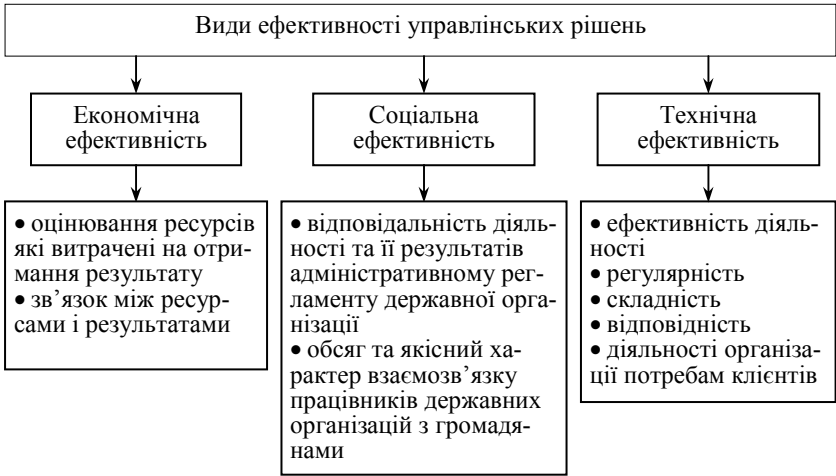 Види ефективності управлінських рішень
Економічна
ефективність
Соціальна
ефективність
Технічна
ефективність
• оцінювання ресурсів
які витрачені на отри-
мання результату
• зв’язок між ресур-
сами і результатами
• відповідальність діяль-
ності та її результатів
адміністративному рег-
ламенту державної орга-
нізації
• обсяг та якісний ха-
рактер взаємозв’язку
працівників державних
організацій з громадя-
нами
• ефективність діяль-
ності
• регулярність
• складність
• відповідність
• діяльності організа-
ції потребам клієнтів